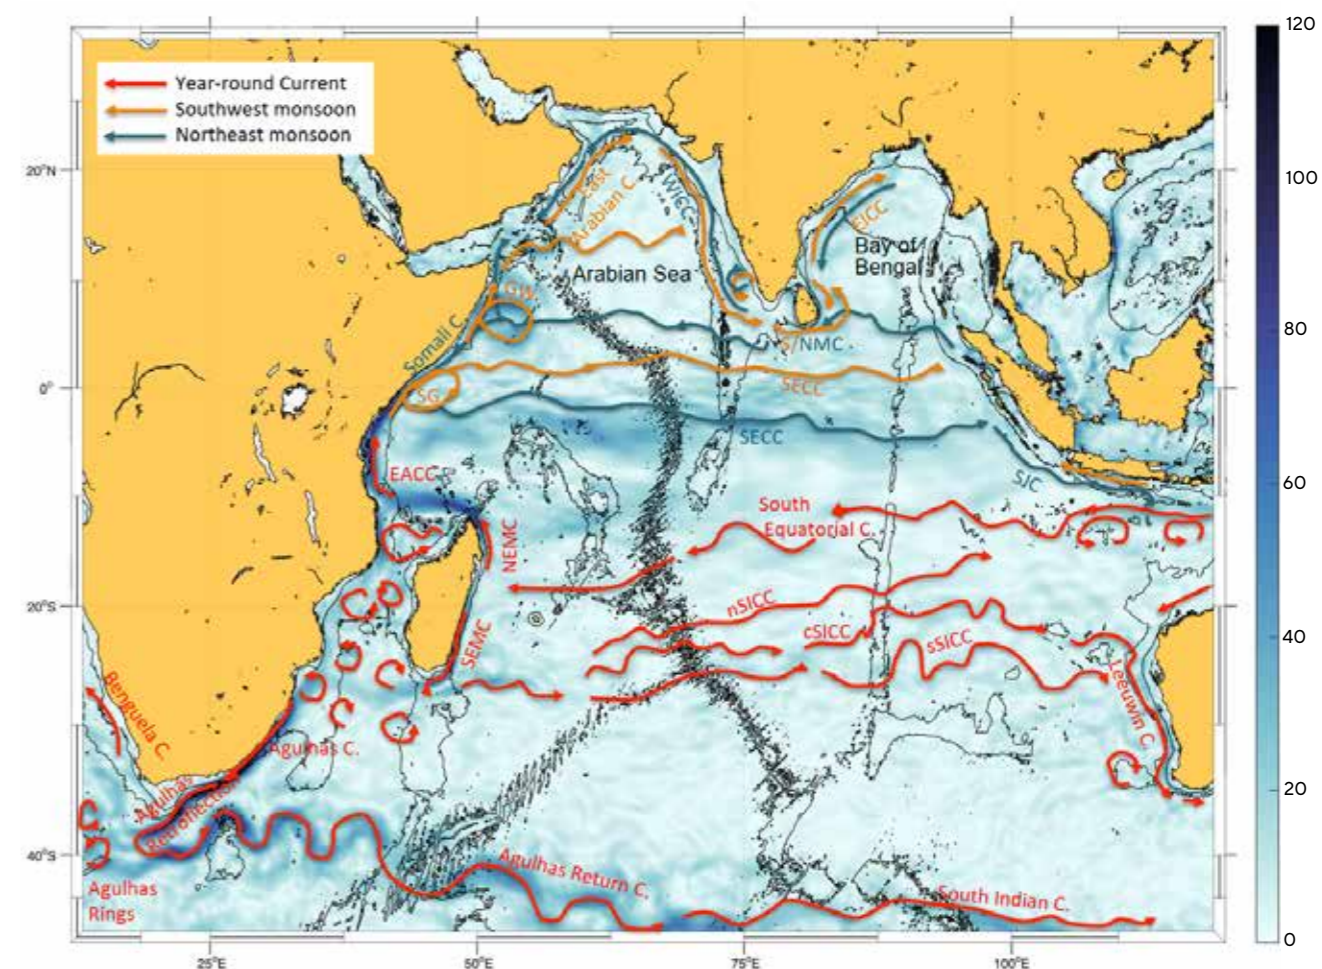 Year-round Current
Southwest monsoon
Northeast monsoon
120
100
80
60
40
20
0
20°N
0°
20°S
40°S
25°E
50°E
75°E
100°E
East
Arabian C.
WICC
EICC
Bay of
Bengal
Arabian Sea
GW
Somali C.
S/NMC
SG
SECC
SECC
EACC
SJC
South
Equatorial C.
NEMC
nSICC
cSICC
sSICC
SEMC
Leeuwin C.
Benguela C.
Agulhas C.
Agulhas
Retroflection
Agulhas Return C.
Agulhas
Rings
South Indian C.